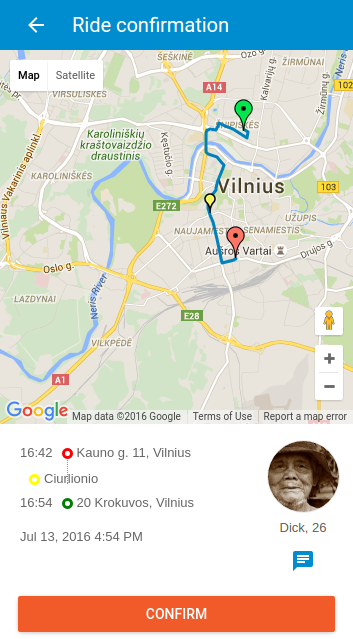 Ride confirmation
Map
Satellite
ŠEŠKINĖ
Ozo g.
A14
Kalvarijų g.
Žirmūnų g.
VIRŠULIŠKĖS
Karoliniškių
kraštovaizdžio
draustinis
ŠNIPIŠKĖS
Kęstučio g.
KAROLINIŠKĖS
Vilniaus Vakarinis aplinkl.
Vilnius
103
E272
UŽUPIS
NAUJAMIESTIS
SENAMIESTIS
Aušros Vartai
Drujos g.
Oslo g.
LAZDYNAI
Neris River
E28
VILKPĖDĖ
102
A1
Google
Map data ©2016 Google
Terms of Use
Report a map error
16:42
Kauno g. 11, Vilnius
Ciurlionio
16:54
20 Krokuvos, Vilnius
Jul 13, 2016 4:54 PM
Dick, 26
CONFIRM